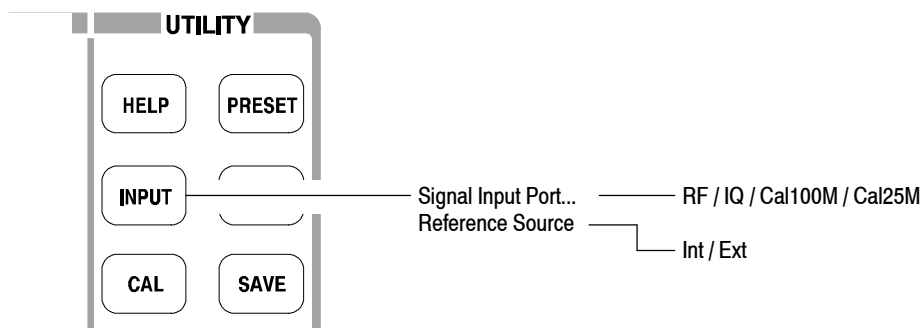 UTILITY
HELP
PRESET
INPUT
Signal Input Port...
RF / IQ / Cal100M / Cal25M
Reference Source
Int / Ext
CAL
SAVE